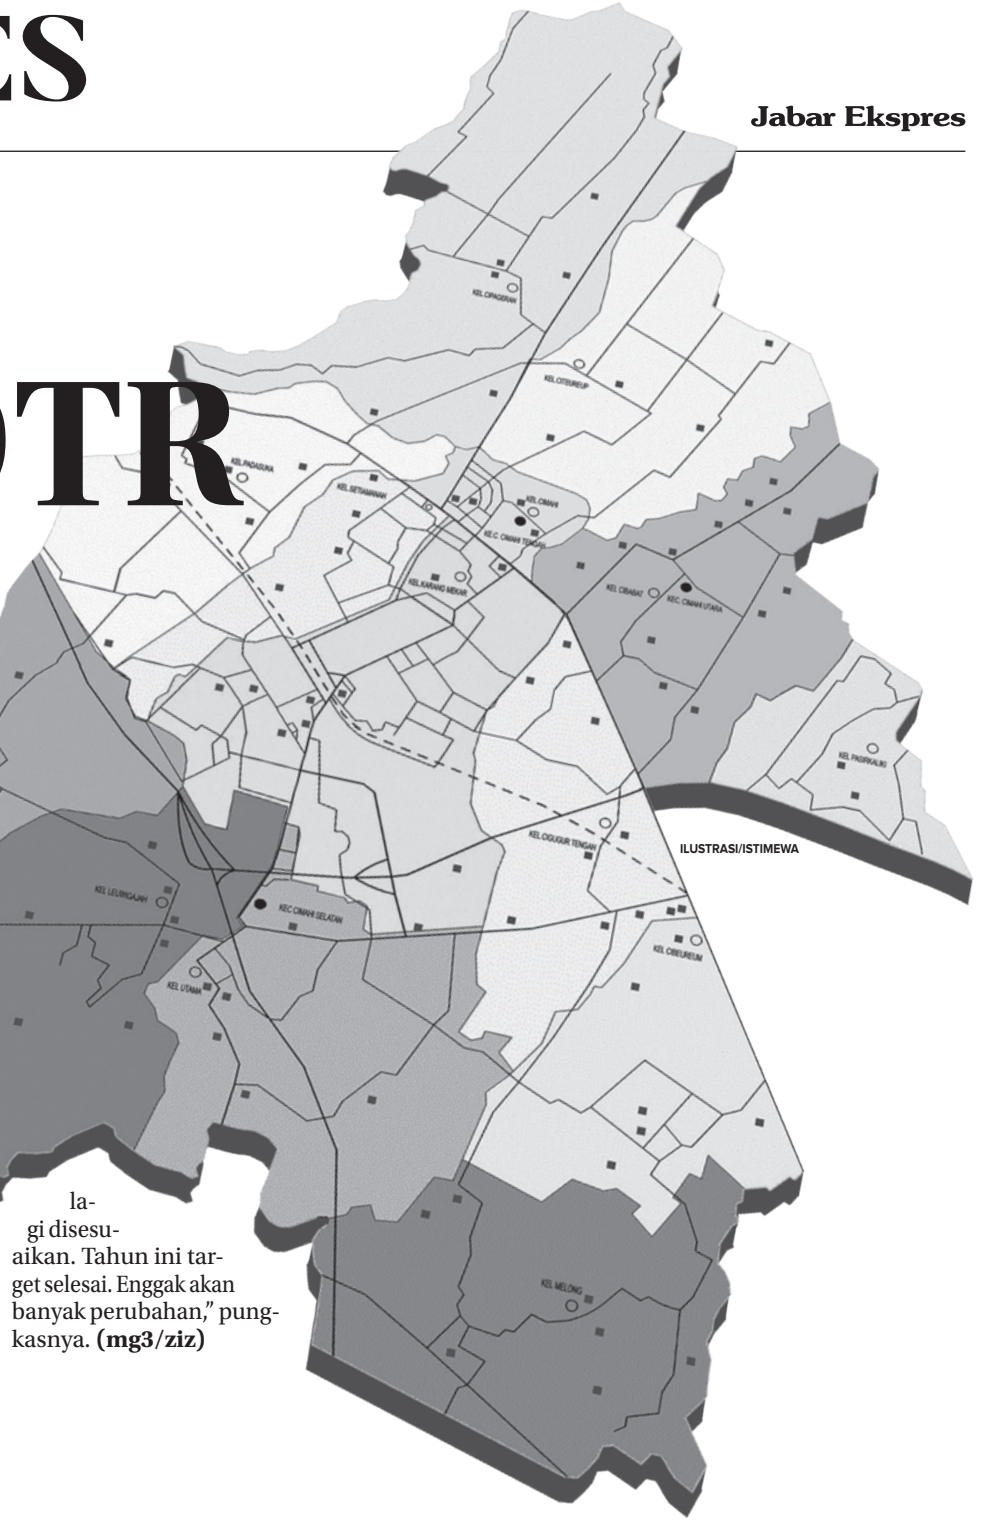 ES
Jabar Ekspres
OTR
KEL CIPAGERAN
KEL CITEUREUP
KEL PADASUKA
KEL SETIAMANAH
KEL CIMAHI
KEC. CIMAHI TENGAH
KEL KARANG MEKAR
KEL CIBABAT
KEC. CIMAHI UTARA
KEL PASIRKALIKI
KEL CIGUGUR TENGAH
ILUSTRASI/ISTIMEWA
KEL LEUWIGAJAH
KEC CIMAHI SELATAN
KEL CIBEUREUM
KEL UTAMA
la-
gi disesu-
aikan. Tahun ini tar-
get selesai. Enggak akan
banyak perubahan,” pung-
kasnya. (mg3/ziz)
KEL MELONG